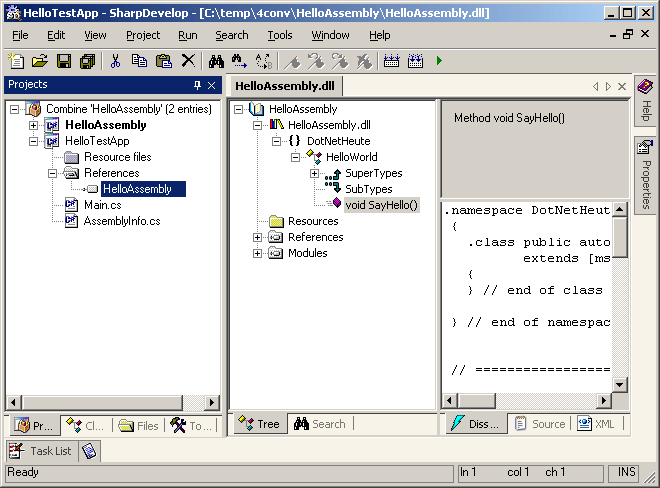 HelloTestApp - SharpDevelop - [C:\temp\4conv\HelloAssembly\HelloAssembly.dll]
File Edit View Project Run Search Tools Window Help
Projects
Combine 'HelloAssembly' (2 entries)
HelloAssembly
HelloTestApp
Resource files
References
HelloAssembly
Main.cs
AssemblyInfo.cs
Pr... Cl... Files To...
HelloAssembly.dll
HelloAssembly
HelloAssembly.dll
DotNetHeute
HelloWorld
SuperTypes
SubTypes
void SayHello()
Resources
References
Modules
Tree Search
Method void SayHello()
.namespace DotNetHeut
{
.class public auto
extends [ms
{
} // end of class
} // end of namespac
// ==================
Diss... Source XML
Help
Properties
Task List
Ready ln 1 col 1 ch 1 INS